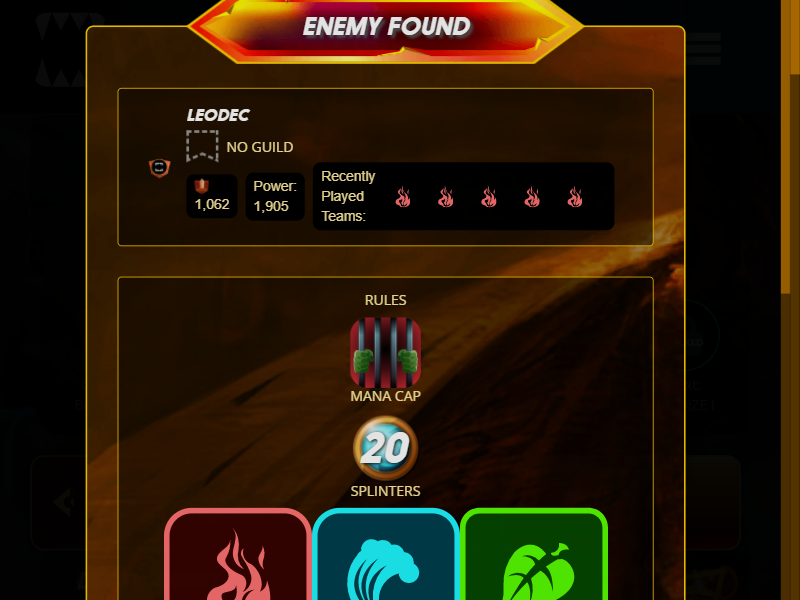 ENEMY FOUND
LEODEC
NO GUILD
1,062
Power:
1,905
Recently
Played
Teams:
RULES
MANA CAP
20
SPLINTERS